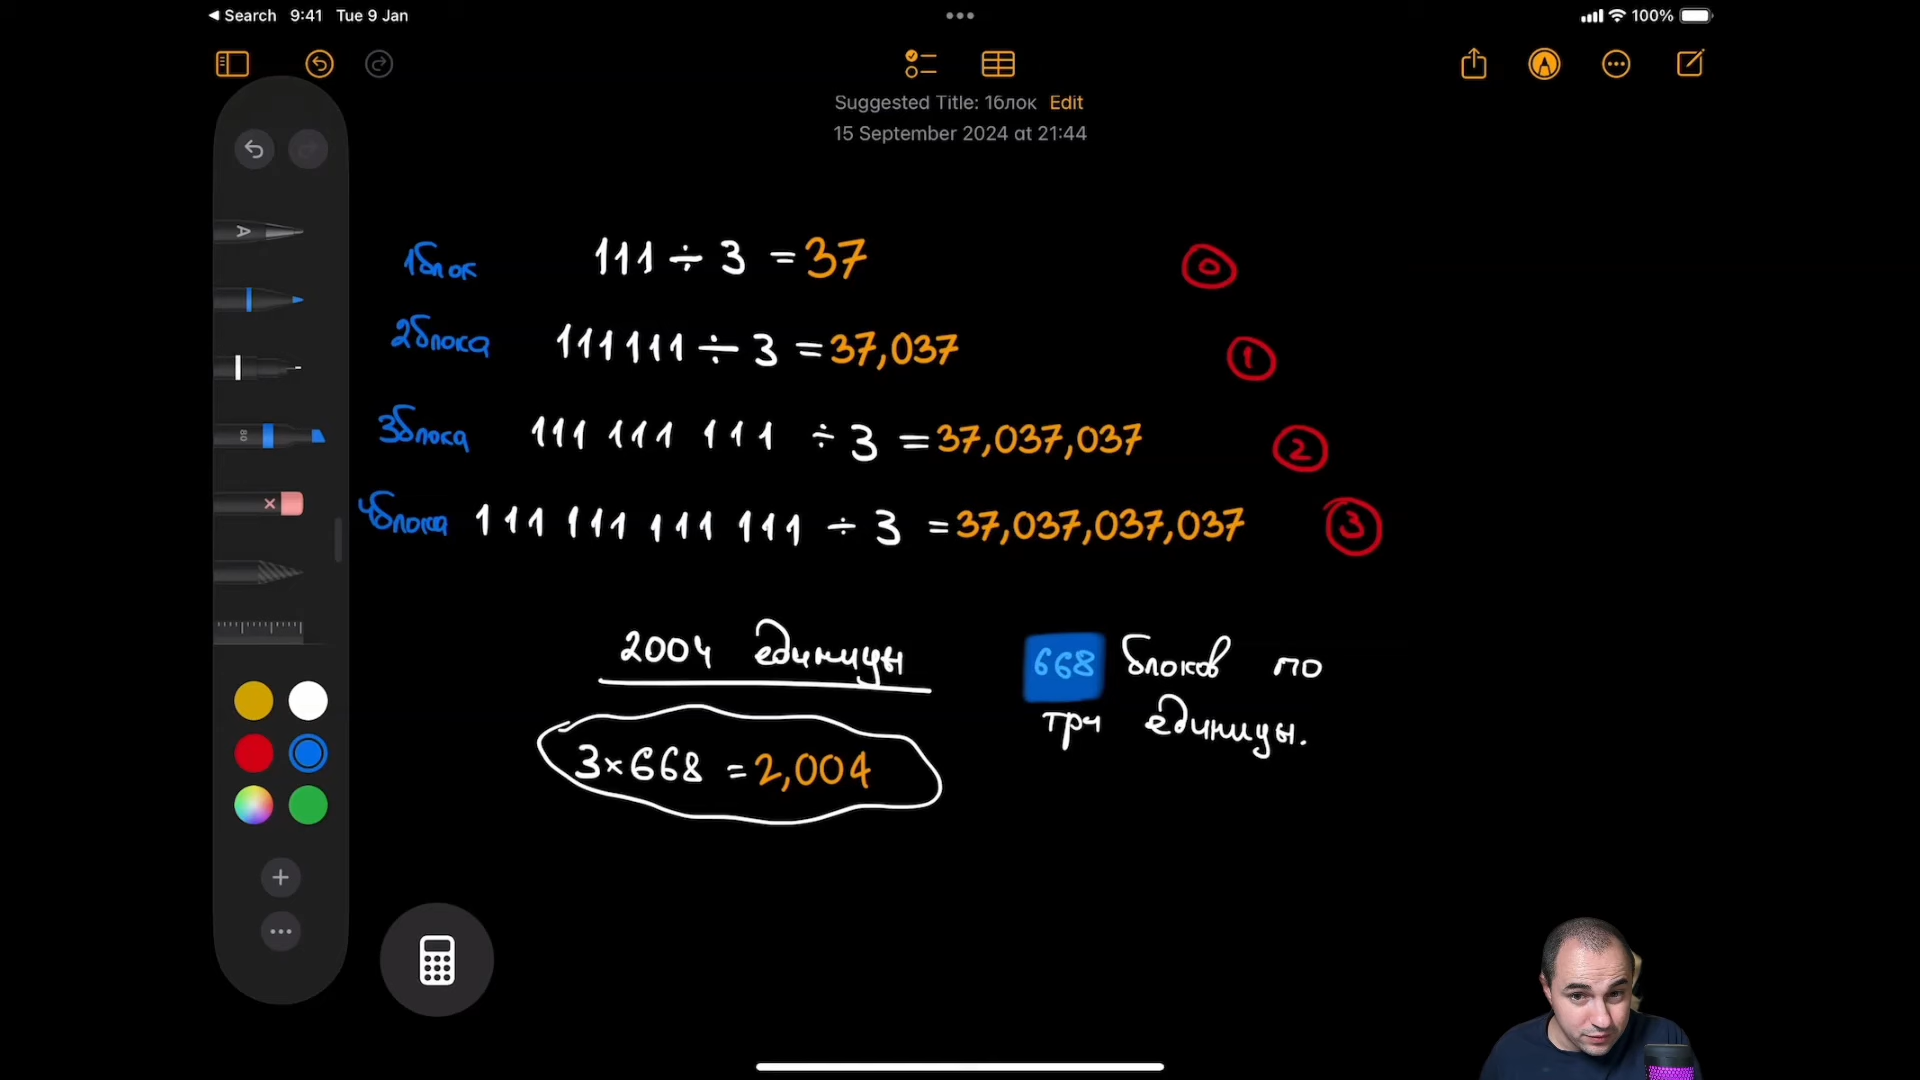 Search 9:41 Tue 9 Jan
100%
Suggested Title: 1блок Edit
15 September 2024 at 21:44
A
80
1блок 111 ÷ 3 = 37 0
2блока 111111 ÷ 3 = 37,037 1
3блока 111 111 111 ÷ 3 = 37,037,037 2
4блока 111 111 111 111 ÷ 3 = 37,037,037,037 3
2004 единицы
3×668 = 2,004
668 блоков по
три единицы.